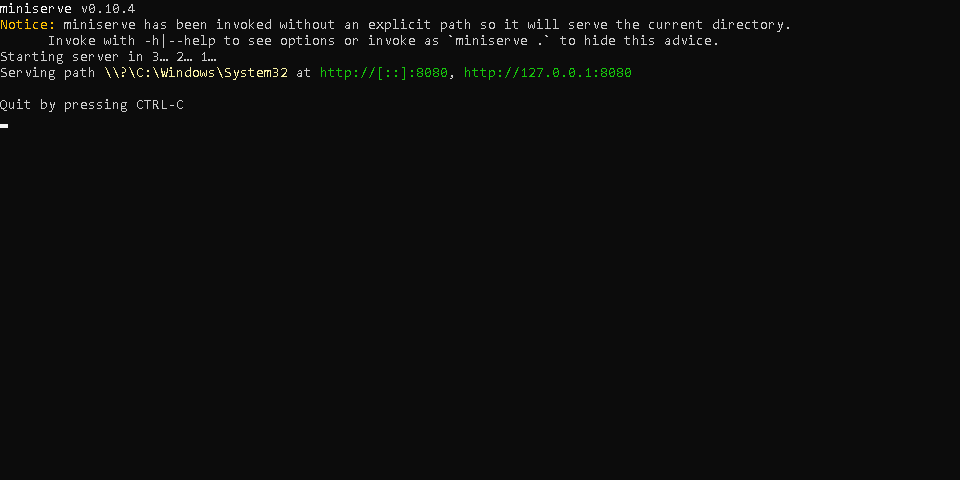 miniserve v0.10.4
Notice: miniserve has been invoked without an explicit path so it will serve the current directory.
Invoke with -h|--help to see options or invoke as `miniserve .` to hide this advice.
Starting server in 3… 2… 1…
Serving path \\?\C:\Windows\System32 at http://[::]:8080, http://127.0.0.1:8080
Quit by pressing CTRL-C